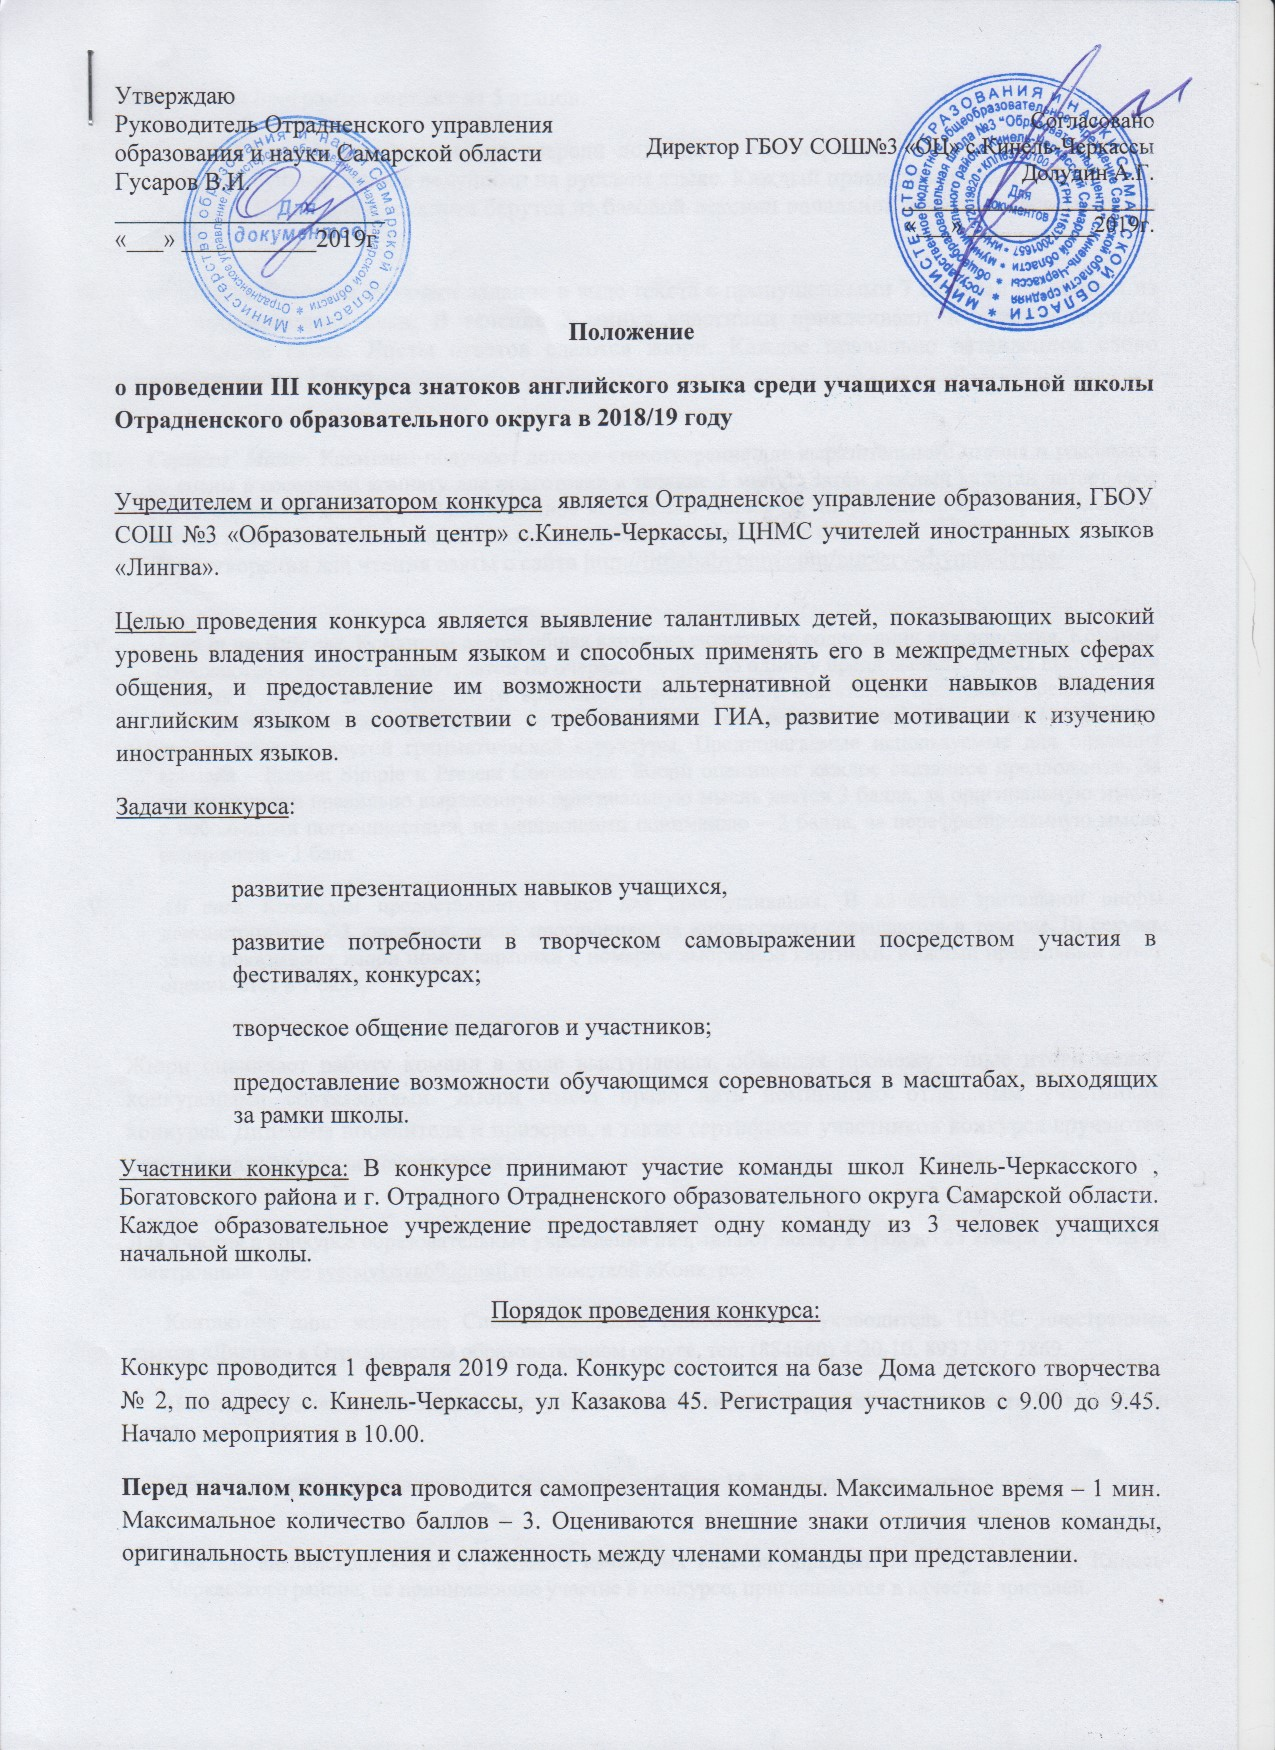 Утверждаю
Руководитель Отрадненского управления
образования и науки Самарской области
Гусаров В.И.
«___» ___________2019г.
Согласовано
Директор ГБОУ СОШ№3 «ОЦ» с.Кинель-Черкассы
Долудин А.Г.
«___»___________2019г.
Для
документов
Для
документов
Положение
о проведении III конкурса знатоков английского языка среди учащихся начальной школы
Отрадненского образовательного округа в 2018/19 году
Учредителем и организатором конкурса является Отрадненское управление образования, ГБОУ
СОШ №3 «Образовательный центр» с.Кинель-Черкассы, ЦНМС учителей иностранных языков
«Лингва».
Целью проведения конкурса является выявление талантливых детей, показывающих высокий
уровень владения иностранным языком и способных применять его в межпредметных сферах
общения, и предоставление им возможности альтернативной оценки навыков владения
английским языком в соответствии с требованиями ГИА, развитие мотивации к изучению
иностранных языков.
Задачи конкурса:
развитие презентационных навыков учащихся,
развитие потребности в творческом самовыражении посредством участия в
фестивалях, конкурсах;
творческое общение педагогов и участников;
предоставление возможности обучающимся соревноваться в масштабах, выходящих
за рамки школы.
Участники конкурса: В конкурсе принимают участие команды школ Кинель-Черкасского ,
Богатовского района и г. Отрадного Отрадненского образовательного округа Самарской области.
Каждое образовательное учреждение предоставляет одну команду из 3 человек учащихся
начальной школы.
Порядок проведения конкурса:
Конкурс проводится 1 февраля 2019 года. Конкурс состоится на базе Дома детского творчества
№ 2, по адресу с. Кинель-Черкассы, ул Казакова 45. Регистрация участников с 9.00 до 9.45.
Начало мероприятия в 10.00.
Перед началом конкурса проводится самопрезентация команды. Максимальное время – 1 мин.
Максимальное количество баллов – 3. Оцениваются внешние знаки отличия членов команды,
оригинальность выступления и слаженность между членами команды при представлении.